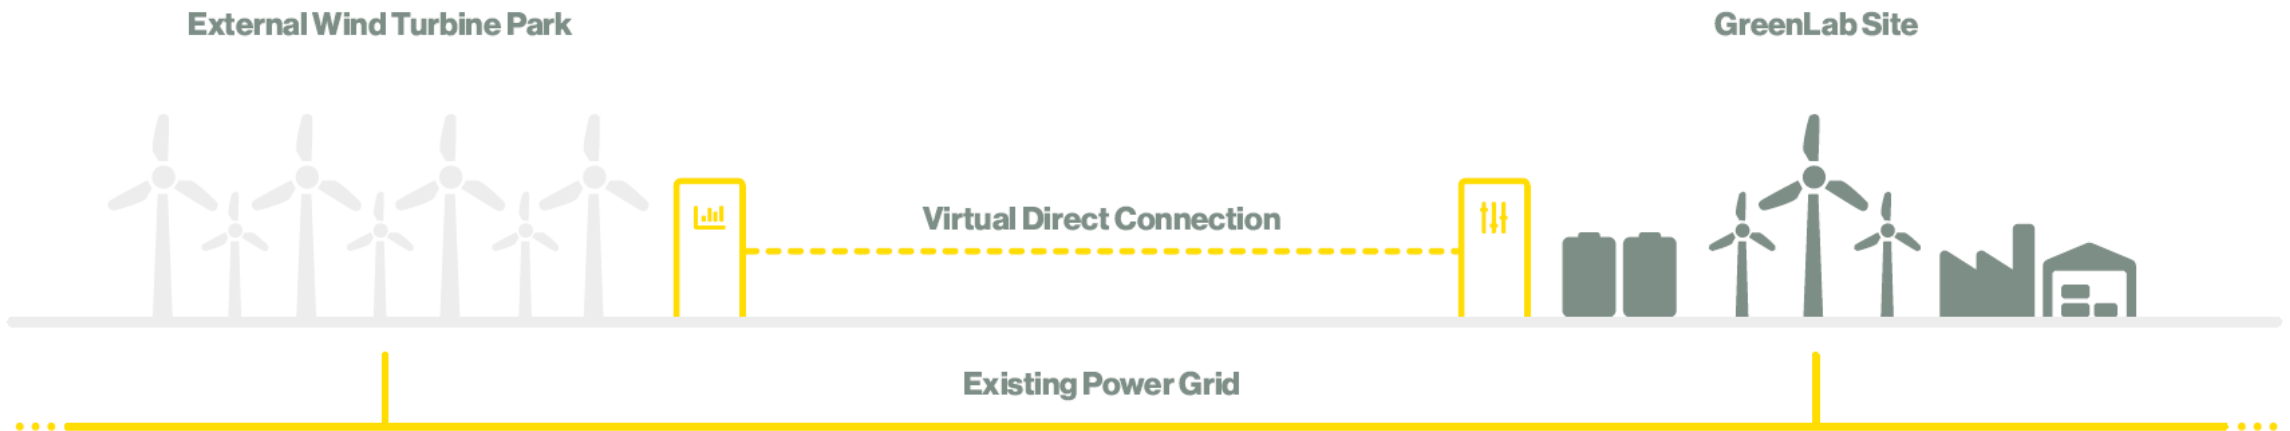 External Wind Turbine Park
GreenLab Site
Virtual Direct Connection
Existing Power Grid